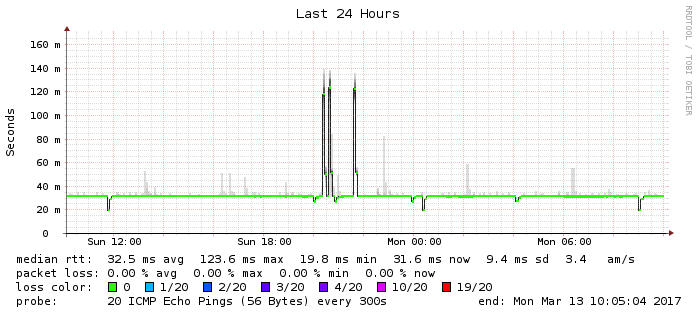 Last 24 Hours
RRDTOOL / TOBI OETIKER
Seconds
160 m
140 m
120 m
100 m
80 m
60 m
40 m
20 m
0
Sun 12:00 Sun 18:00 Mon 00:00 Mon 06:00
median rtt: 32.5 ms avg 123.6 ms max 19.8 ms min 31.6 ms now 9.4 ms sd 3.4 am/s
packet loss: 0.00 % avg 0.00 % max 0.00 % min 0.00 % now
loss color: 0 1/20 2/20 3/20 4/20 10/20 19/20
probe: 20 ICMP Echo Pings (56 Bytes) every 300s end: Mon Mar 13 10:05:04 2017